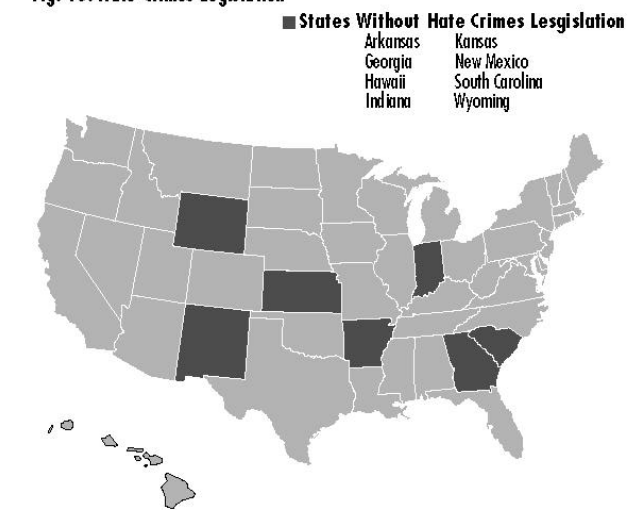 States Without Hate Crimes Lesgislation
Arkansas Kansas
Georgia New Mexico
Hawaii South Carolina
Indiana Wyoming